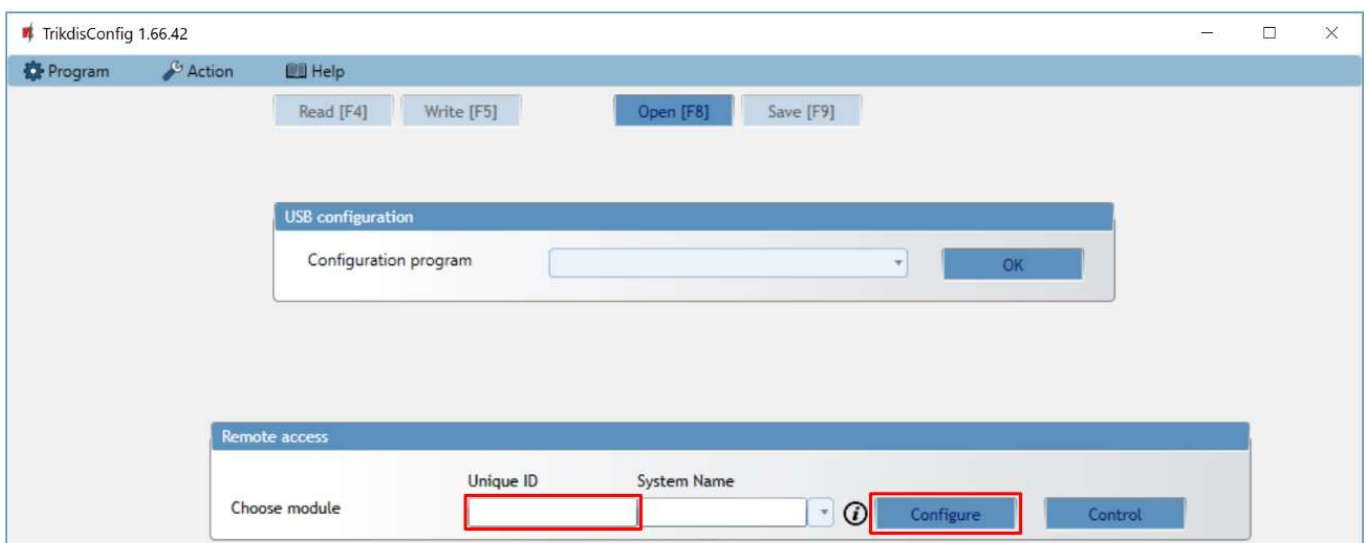 TrikdisConfig 1.66.42
Program Action Help
Read [F4] Write [F5] Open [F8] Save [F9]
USB configuration
Configuration program OK
Remote access
Unique ID System Name
Choose module Configure Control